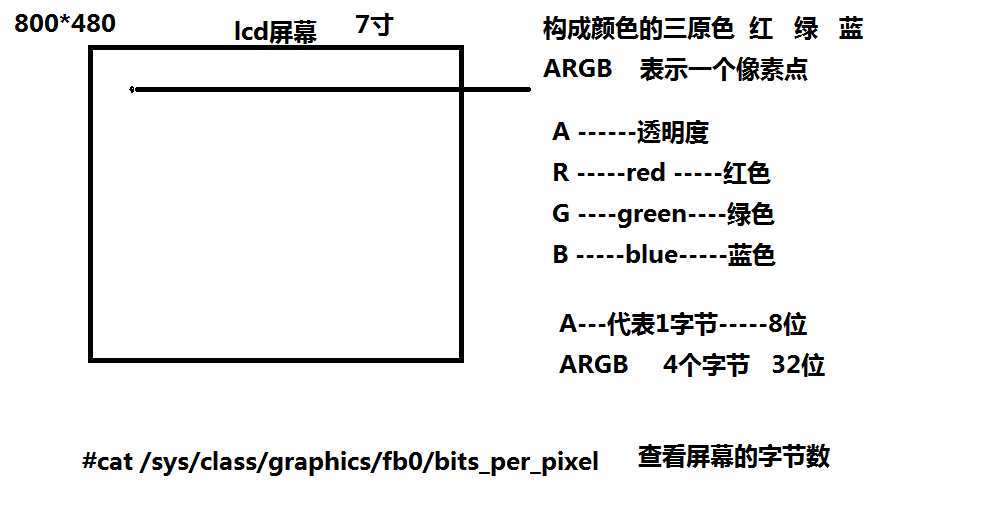 800*480
lcd屏幕 7寸
构成颜色的三原色 红 绿 蓝
ARGB 表示一个像素点
A ------透明度
R -----red -----红色
G ----green----绿色
B -----blue-----蓝色
A---代表1字节-----8位
ARGB 4个字节 32位
#cat /sys/class/graphics/fb0/bits_per_pixel 查看屏幕的字节数